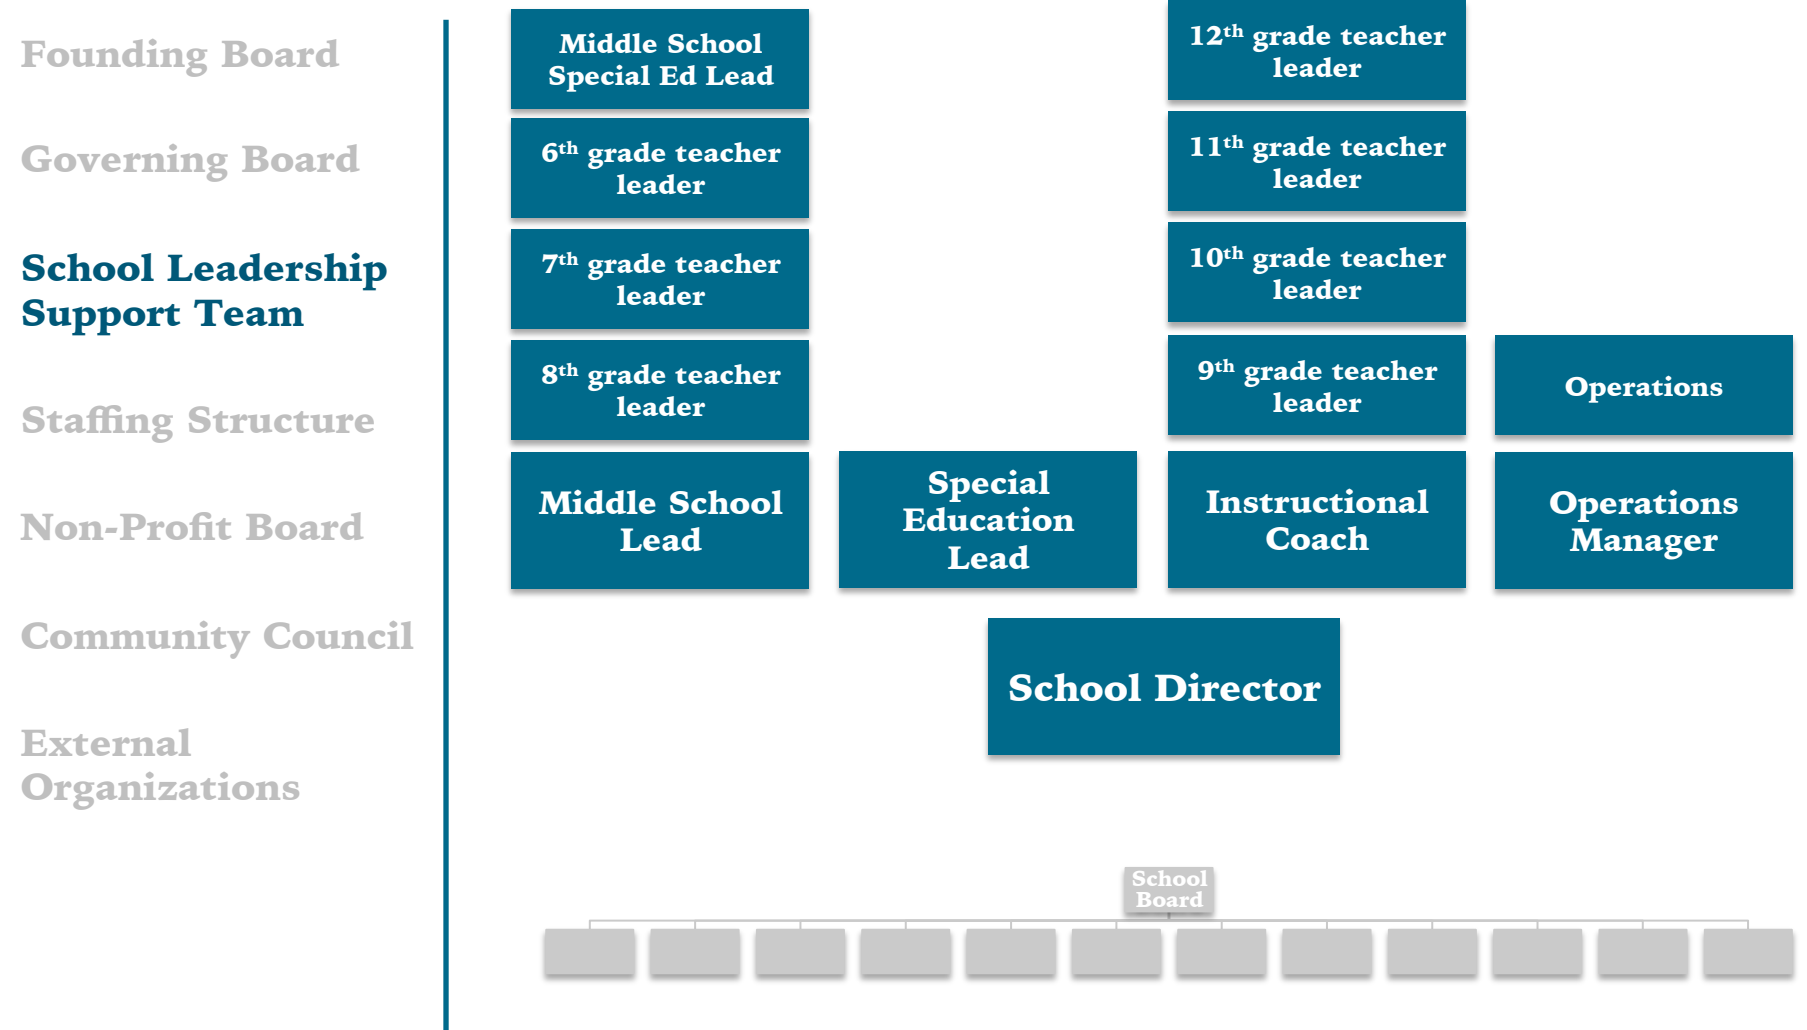 Founding Board
Governing Board
School Leadership
Support Team
Staffing Structure
Non-Profit Board
Community Council
External
Organizations
Middle School
Special Ed Lead
6th grade teacher
leader
7th grade teacher
leader
8th grade teacher
leader
Middle School
Lead
Special
Education
Lead
12th grade teacher
leader
11th grade teacher
leader
10th grade teacher
leader
9th grade teacher
leader
Instructional
Coach
Operations
Operations
Manager
School Director
School
Board